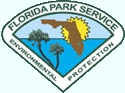 FLORIDA PARK SERVICE
ENVIRONMENTAL
PROTECTION